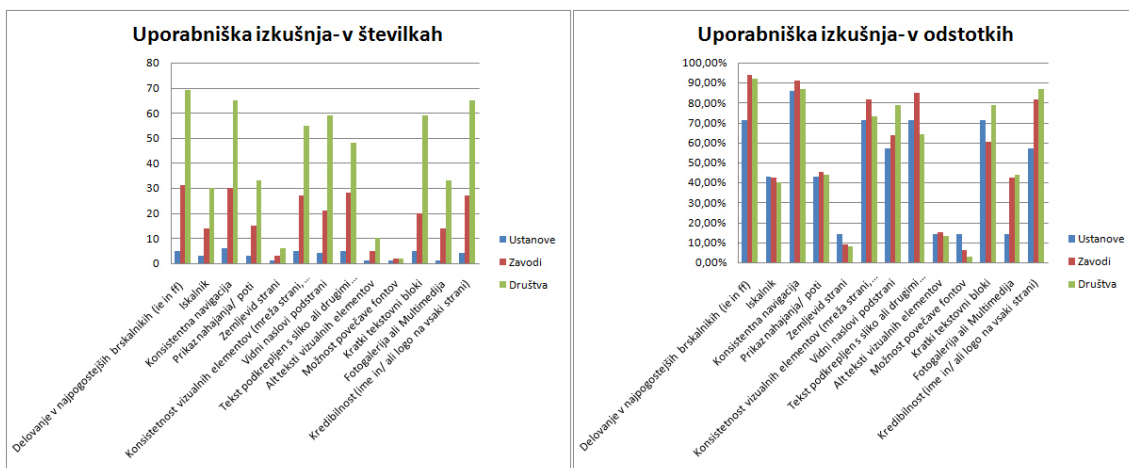 Uporabniška izkušnja- v številkah
80
70
60
50
40
30
20
10
0
Ustanove
Zavodi
Društva
Delovanje v najpogostejših brskalnikih (ie in ff)
Iskalnik
Konsistentna navigacija
Prikaz nahajanja/ poti
Zemljevid strani
Konsistetnost vizualnih elementov (mreža strani,...
Vidni naslovi podstrani
Tekst podkrepljen s sliko ali drugimi...
Alt teksti vizualnih elementov
Možnost povečave fontov
Kratki tekstovni bloki
Fotogalerija ali Multimedija
Kredibilnost (ime in/ ali logo na vsaki strani)
Uporabniška izkušnja- v odstotkih
100,00%
90,00%
80,00%
70,00%
60,00%
50,00%
40,00%
30,00%
20,00%
10,00%
0,00%
Ustanove
Zavodi
Društva
Delovanje v najpogostejših brskalnikih (ie in ff)
Iskalnik
Konsistentna navigacija
Prikaz nahajanja/ poti
Zemljevid strani
Konsistetnost vizualnih elementov (mreža strani,...
Vidni naslovi podstrani
Tekst podkrepljen s sliko ali drugimi...
Alt teksti vizualnih elementov
Možnost povečave fontov
Kratki tekstovni bloki
Fotogalerija ali Multimedija
Kredibilnost (ime in/ ali logo na vsaki strani)